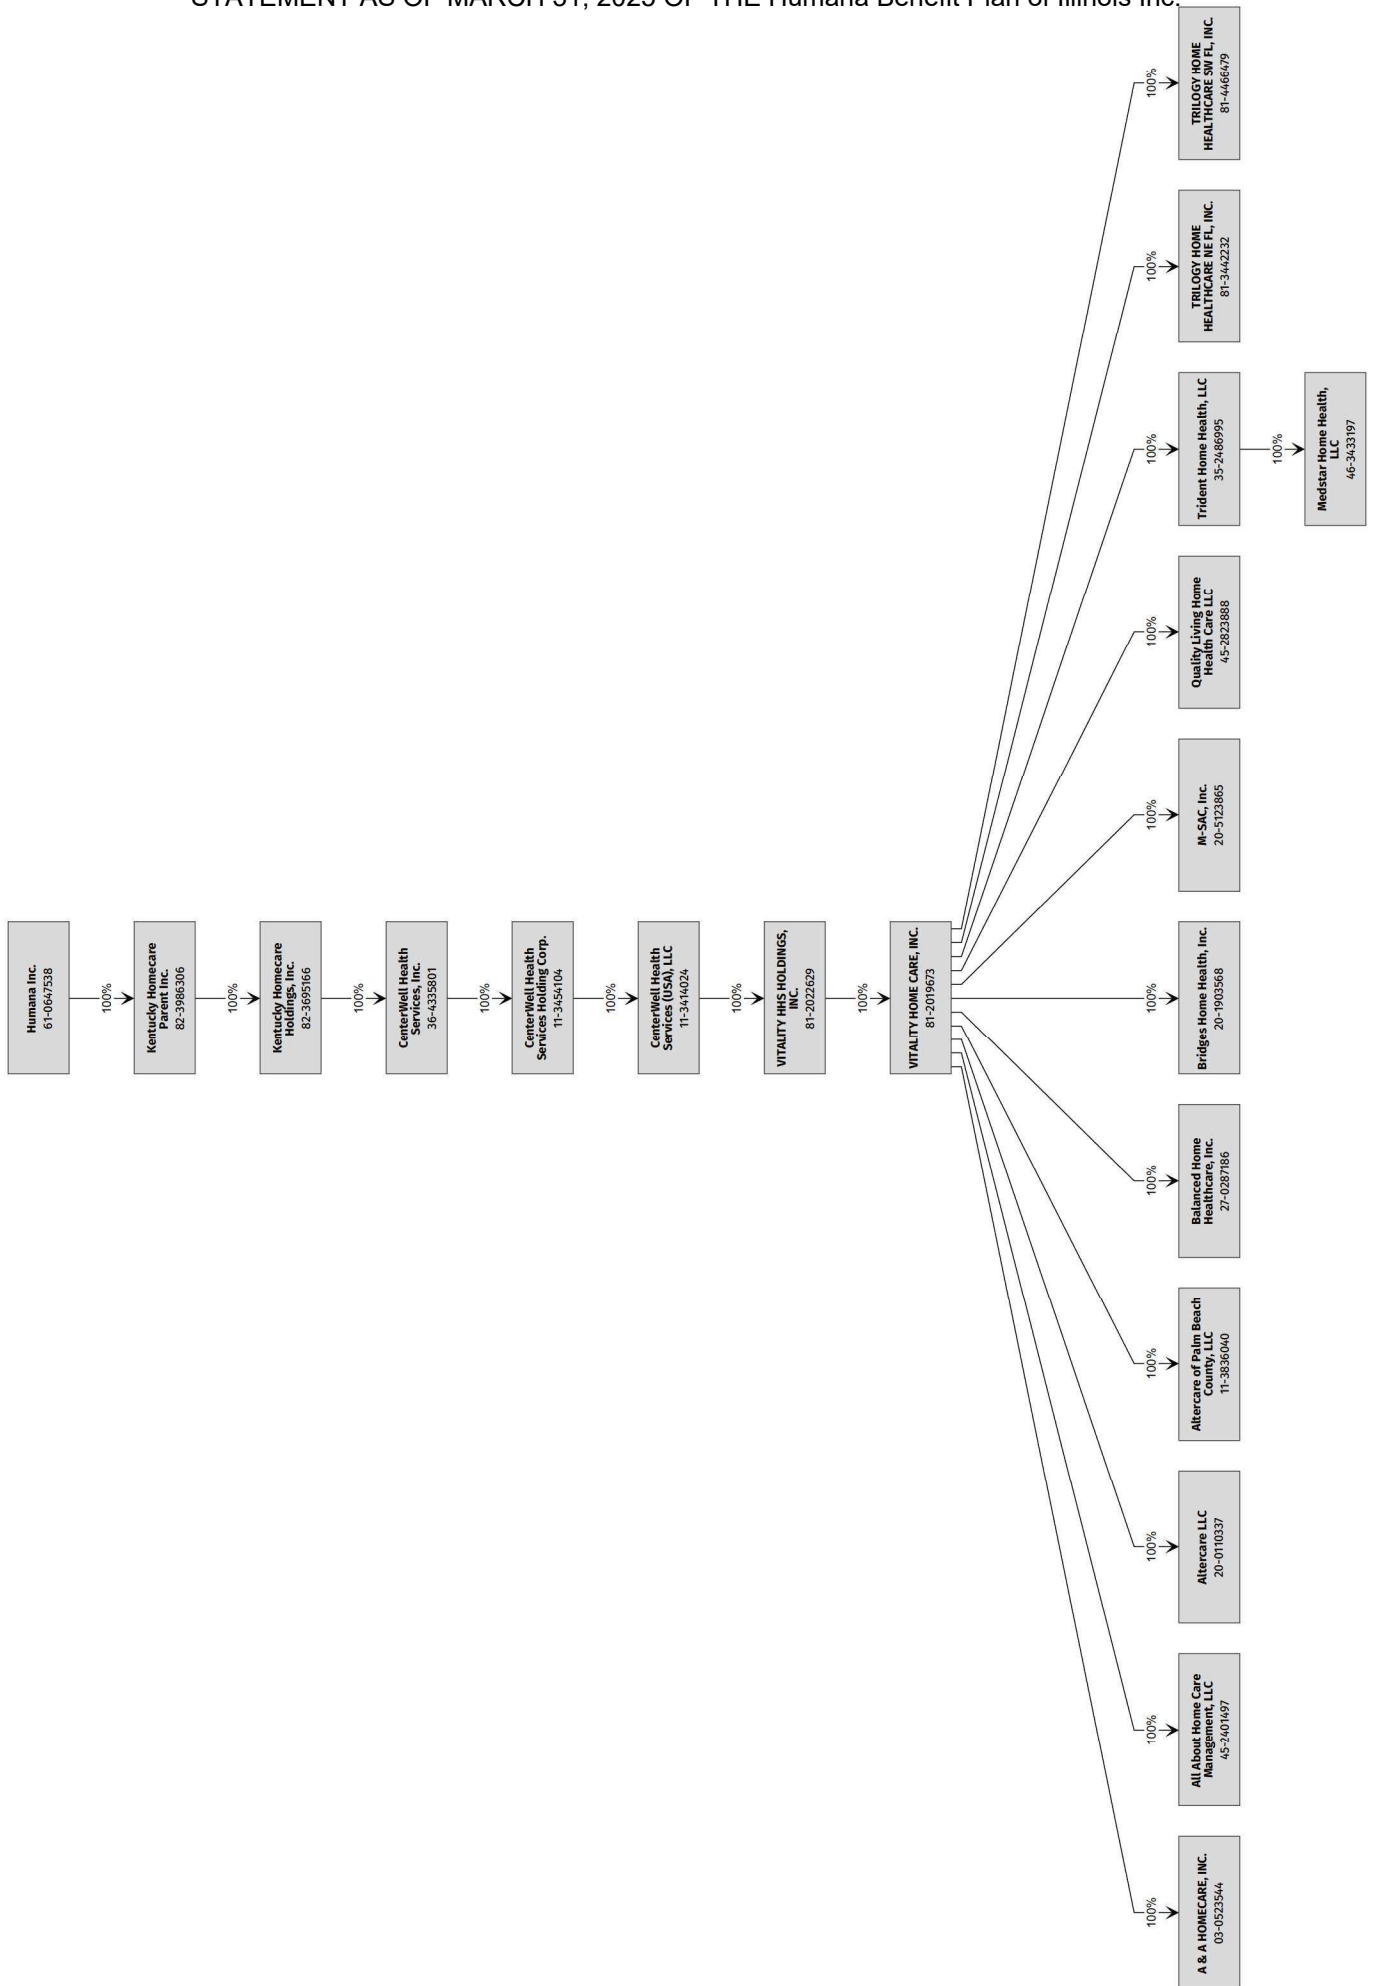 STATEMENT AS OF MARCH 31, OF THE Humana Benefit Plan of Illinois Inc.
Humana Inc.
61-0647538
100%
Kentucky Homecare
Parent Inc.
82-3986306
100%
Kentucky Homecare
Holdings, Inc.
82-3695166
100%
CenterWell Health
Services, Inc.
36-4335801
100%
CenterWell Health
Services Holding Corp.
11-3454104
100%
CenterWell Health
Services (USA), LLC
11-3414024
100%
VITALITY HHS HOLDINGS,
INC.
81-2022629
100%
VITALITY HOME CARE, INC.
81-2019673
100%
A & A HOMECARE, INC.
03-0523544
100%
All About Home Care
Management, LLC
45-2401497
100%
Altercare LLC
20-0110337
100%
Altercare of Palm Beach
County, LLC
11-3836040
100%
Balanced Home
Healthcare, Inc.
27-0287186
100%
Bridges Home Health, Inc.
20-1903568
100%
M-SAC, Inc.
20-5123865
100%
Quality Living Home
Health Care LLC
45-2823888
100%
Trident Home Health, LLC
35-2486995
100%
TRILOGY HOME
HEALTHCARE NE FL, INC.
81-3442232
100%
TRILOGY HOME
HEALTHCARE SW FL, INC.
81-4466479
100%
Medstar Home Health,
LLC
46-3433197